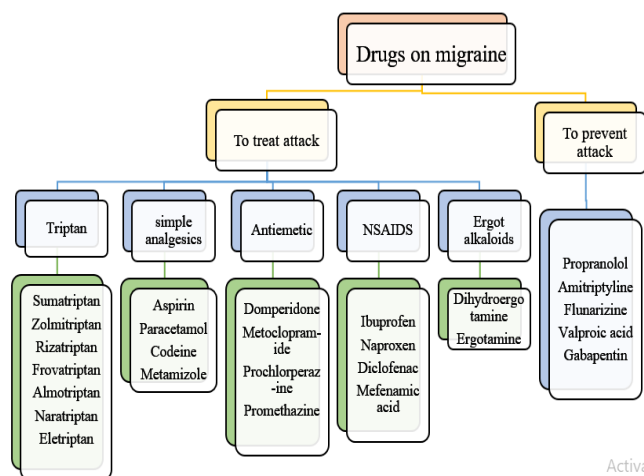 Drugs on migraine
To treat attack
To prevent
attack
Triptan
simple
analgesics
Antiemetic
NSAIDS
Ergot
alkaloids
Sumatriptan
Zolmitriptan
Rizatriptan
Frovatriptan
Almotriptan
Naratriptan
Eletriptan
Aspirin
Paracetamol
Codeine
Metamizole
Domperidone
Metoclopram-
ide
Prochlorperaz
-ine
Promethazine
Ibuprofen
Naproxen
Diclofenac
Mefenamic
acid
Dihydroergo
tamine
Ergotamine
Propranolol
Amitriptyline
Flunarizine
Valproic acid
Gabapentin
Activa